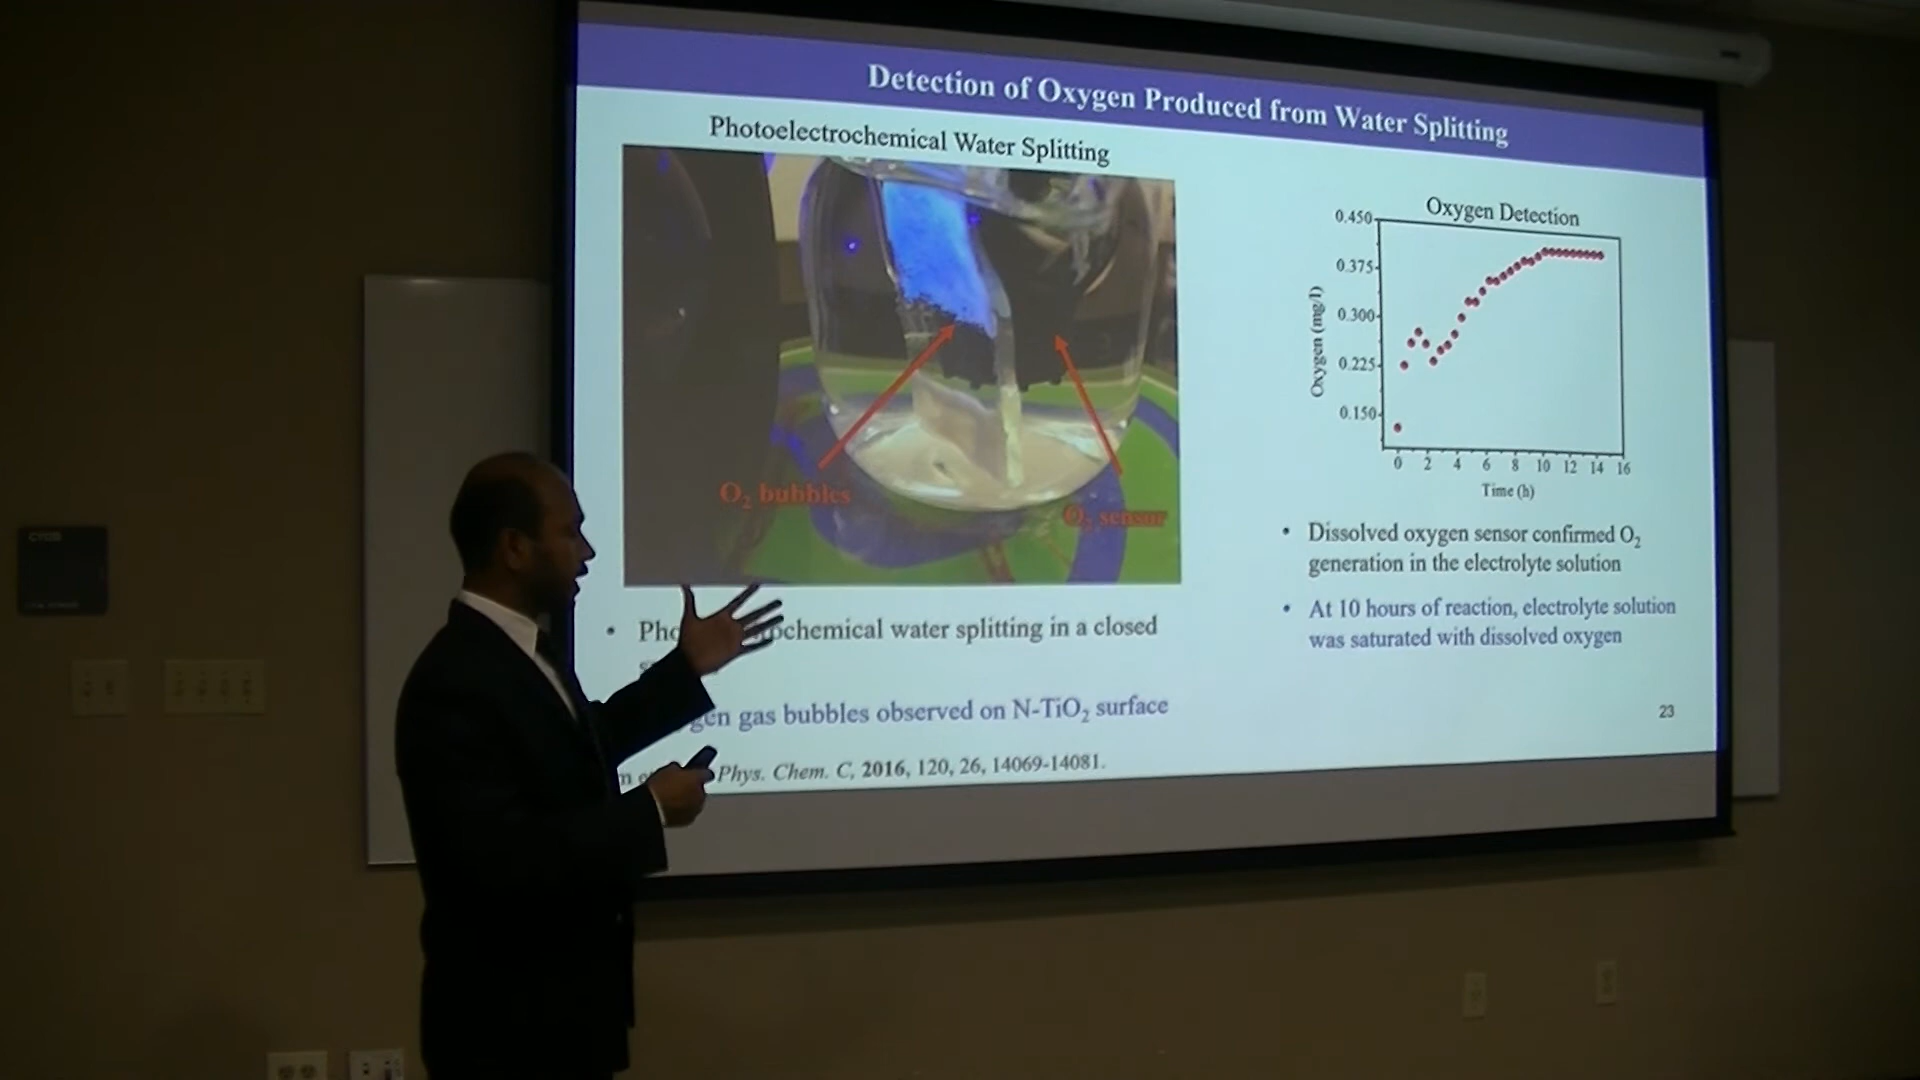 Detection of Oxygen Produced from Water Splitting
Photoelectrochemical Water Splitting
O₂ bubbles
O₂ sensor
• ochemical water splitting in a closed
gen gas bubbles observed on N-TiO₂ surface
Phys. Chem. C, 2016, 120, 26, 14069-14081.
Oxygen Detection
Oxygen (mg/l)
0.450
0.375
0.300
0.225
0.150
0 2 4 6 8 10 12 14 16
Time (h)
• Dissolved oxygen sensor confirmed O₂
generation in the electrolyte solution
• At 10 hours of reaction, electrolyte solution
was saturated with dissolved oxygen
23